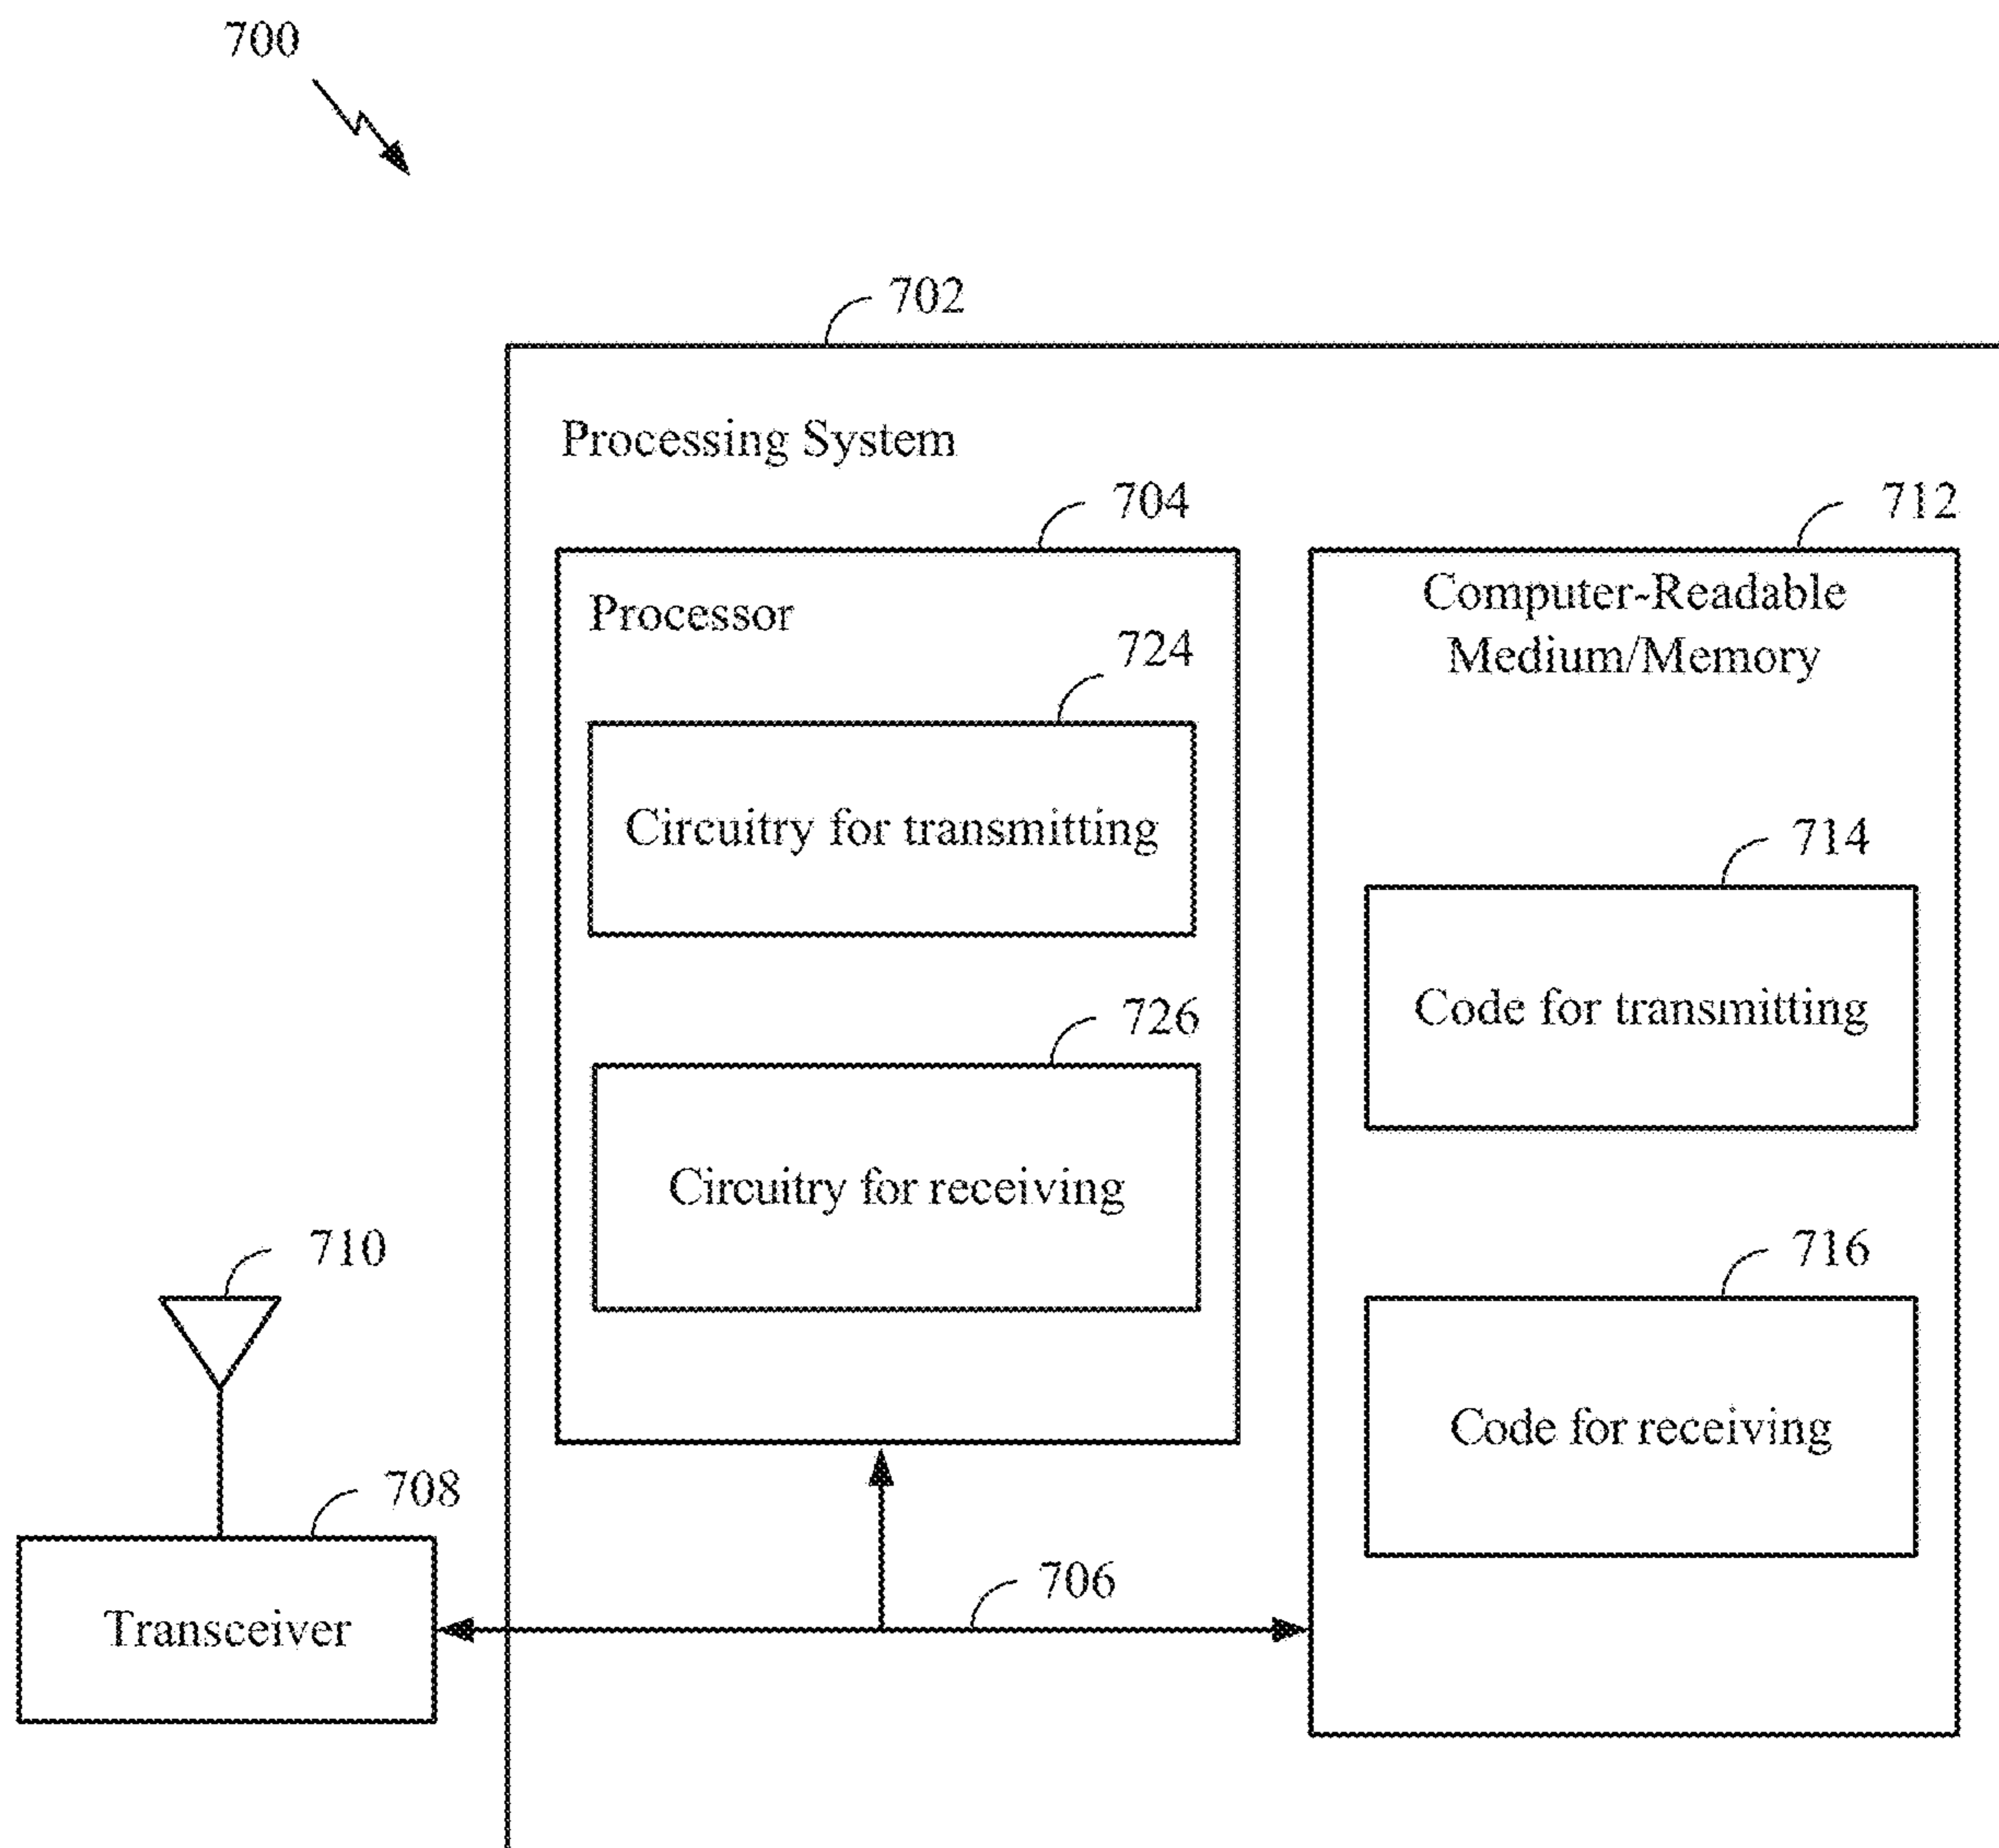 700
702
Processing System
704
712
Processor
Computer-Readable
Medium/Memory
724
Circuitry for transmitting
714
Code for transmitting
726
Circuitry for receiving
716
Code for receiving
710
708
Transceiver
706